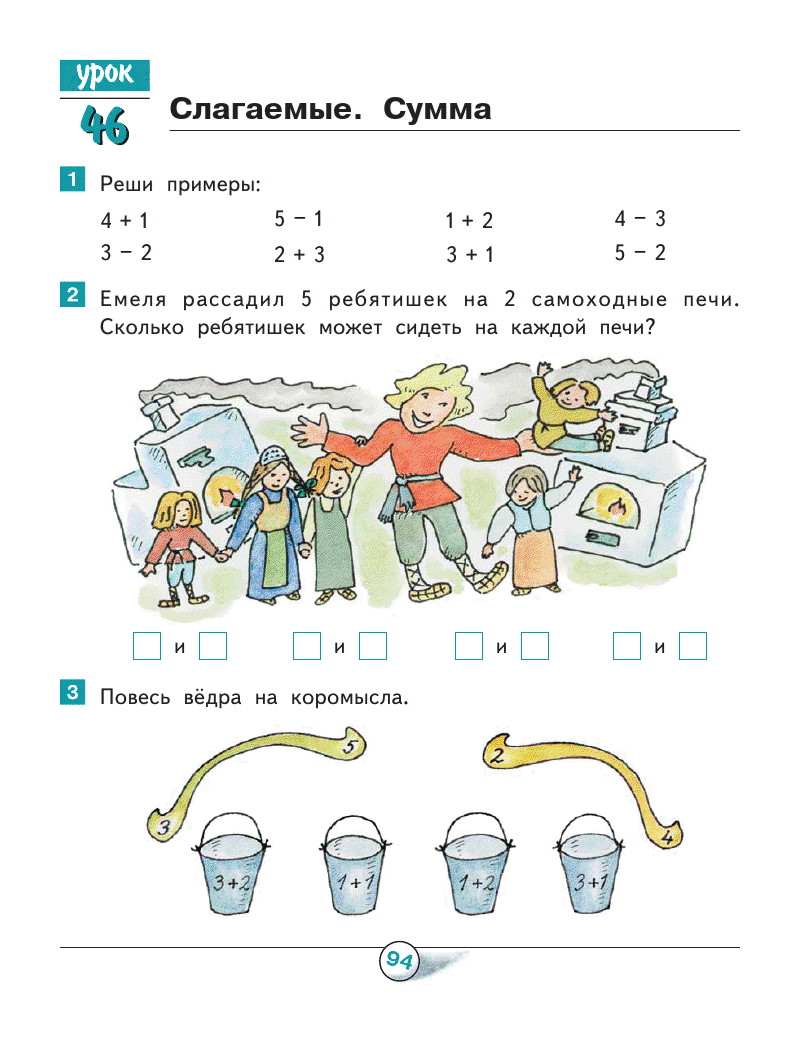 урок
46
Слагаемые. Сумма
1 Реши примеры:
4 + 1 5 − 1 1 + 2 4 − 3
3 − 2 2 + 3 3 + 1 5 − 2
2 Емеля рассадил 5 ребятишек на 2 самоходные печи.
Сколько ребятишек может сидеть на каждой печи?
и и и и
3 Повесь вёдра на коромысла.
5 2
3 4
3+2 1+1 1+2 3+1
94